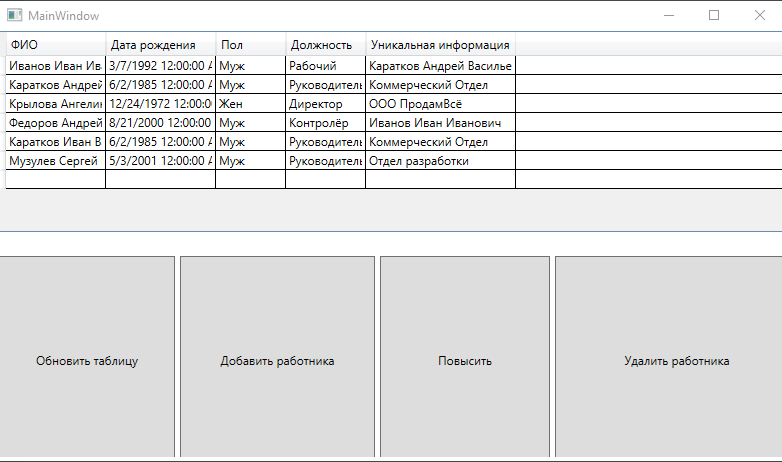 MainWindow
ФИО Дата рождения Пол Должность Уникальная информация
Иванов Иван Ив 3/7/1992 12:00:00 A Муж Рабочий Каратков Андрей Василье
Каратков Андрей 6/2/1985 12:00:00 A Муж Руководитель Коммерческий Отдел
Крылова Ангелин 12/24/1972 12:00:0 Жен Директор ООО ПродамВсё
Федоров Андрей 8/21/2000 12:00:00 Муж Контролёр Иванов Иван Иванович
Каратков Иван В 6/2/1985 12:00:00 A Муж Руководитель Коммерческий Отдел
Музулев Сергей 5/3/2001 12:00:00 A Муж Руководитель Отдел разработки
Обновить таблицу Добавить работника Повысить Удалить работника